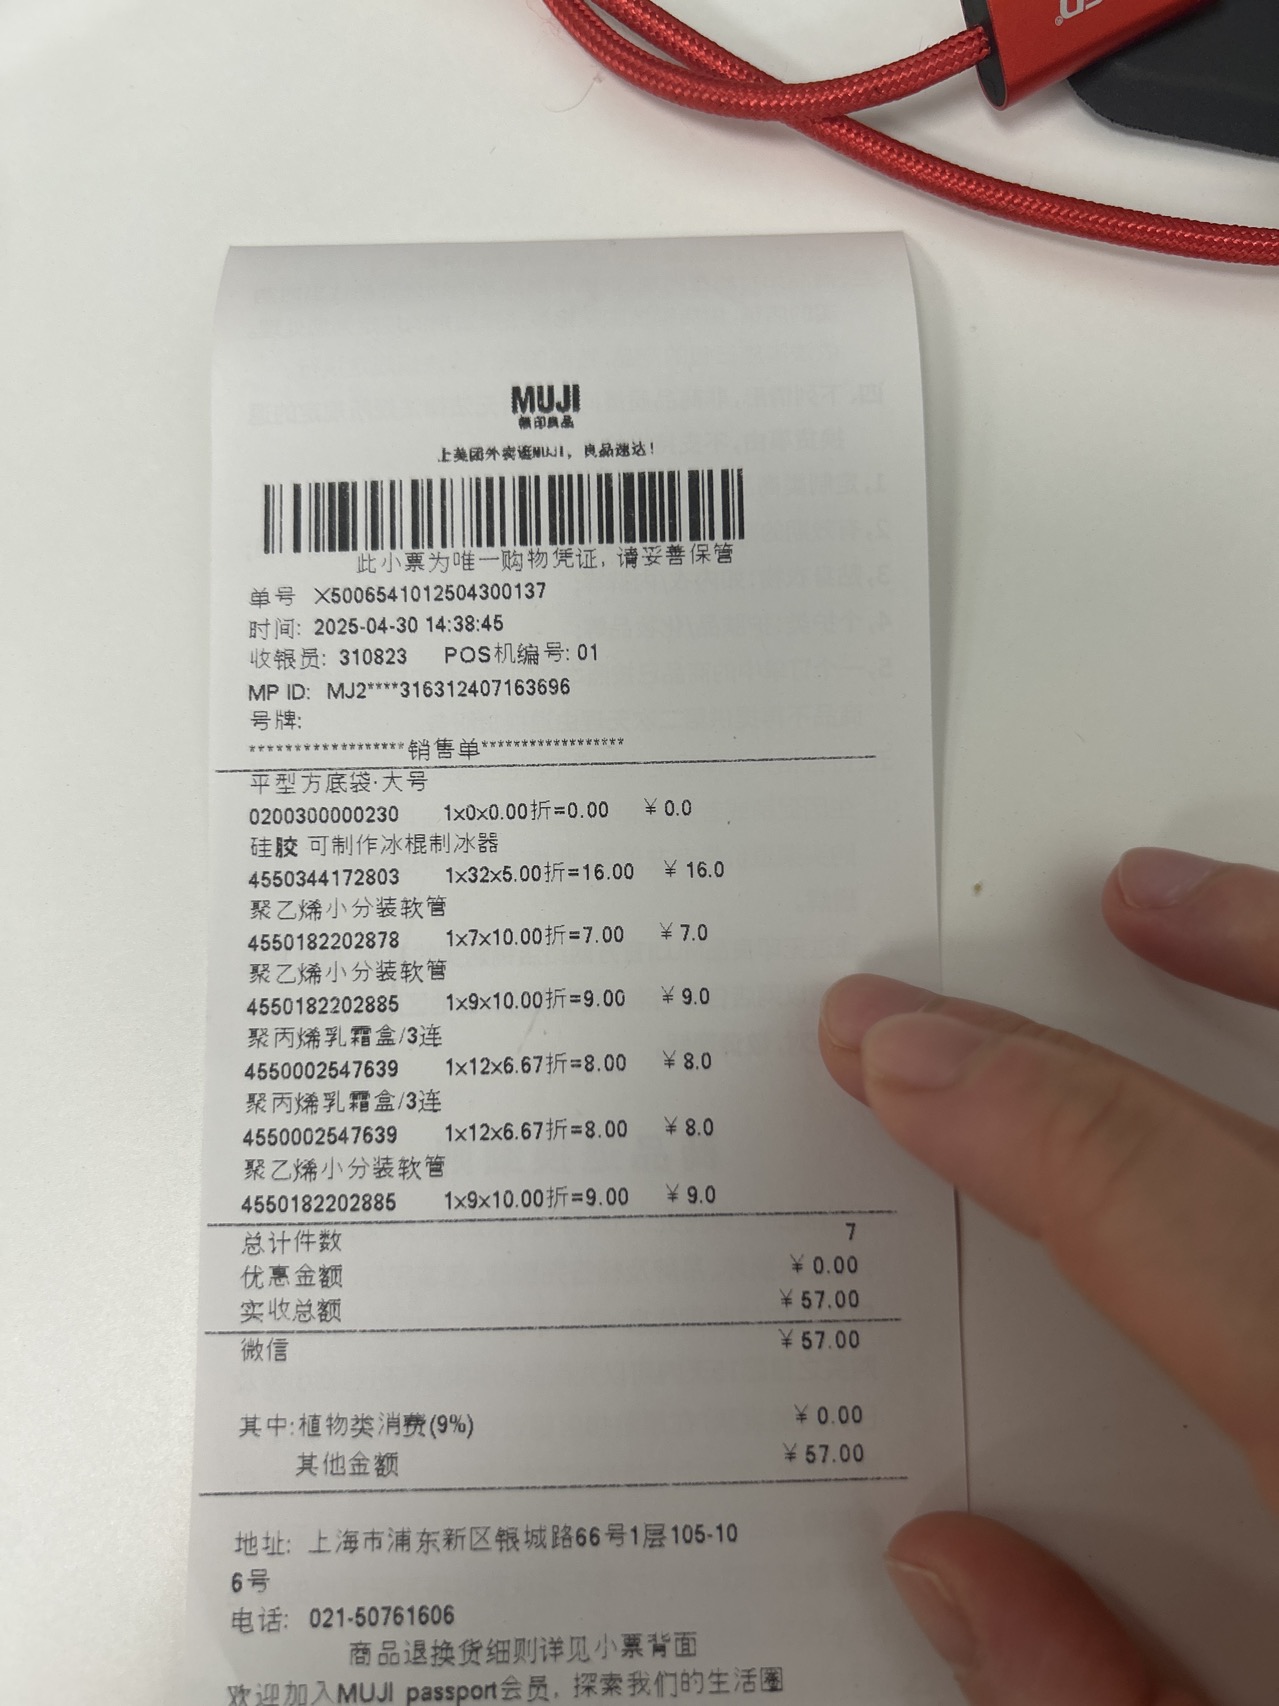 MUJI
無印良品
上美团外卖逛MUJI，良品速达！
此小票为唯一购物凭证，请妥善保管
单号 X5006541012504300137
时间: 2025-04-30 14:38:45
收银员: 310823 POS机编号: 01
MP ID: MJ2****316312407163696
号牌:
******************销售单******************
平型方底袋·大号
0200300000230 1x0x0.00折=0.00 ￥0.0
硅胶 可制作冰棍制冰器
4550344172803 1x32x5.00折=16.00 ￥16.0
聚乙烯小分装软管
4550182202878 1x7x10.00折=7.00 ￥7.0
聚乙烯小分装软管
4550182202885 1x9x10.00折=9.00 ￥9.0
聚丙烯乳霜盒/3连
4550002547639 1x12x6.67折=8.00 ￥8.0
聚丙烯乳霜盒/3连
4550002547639 1x12x6.67折=8.00 ￥8.0
聚乙烯小分装软管
4550182202885 1x9x10.00折=9.00 ￥9.0
总计件数 7
优惠金额 ￥0.00
实收总额 ￥57.00
微信 ￥57.00
其中:植物类消费(9%) ￥0.00
其他金额 ￥57.00
地址: 上海市浦东新区银城路66号1层105-10
6号
电话: 021-50761606
商品退换货细则详见小票背面
欢迎加入MUJI passport会员，探索我们的生活圈